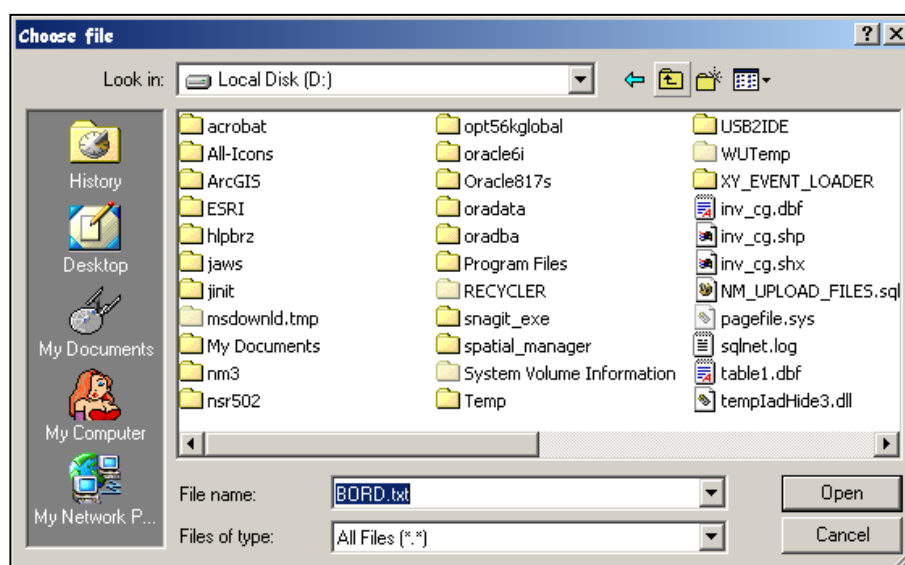 Choose file
Look in:
Local Disk (D:)
History
Desktop
My Documents
My Computer
My Network P...
acrobat
All-Icons
ArcGIS
ESRI
hlpbrz
jaws
jinit
msdownld.tmp
My Documents
nm3
nsr502
opt56kglobal
oracle6i
Oracle817s
oradata
oradba
Program Files
RECYCLER
snagit_exe
spatial_manager
System Volume Information
Temp
USB2IDE
WUTemp
XY_EVENT_LOADER
inv_cg.dbf
inv_cg.shp
inv_cg.shx
NM_UPLOAD_FILES.sql
pagefile.sys
sqlnet.log
table1.dbf
tempIadHide3.dll
File name:
BORD.txt
Open
Files of type:
All Files (*.*)
Cancel